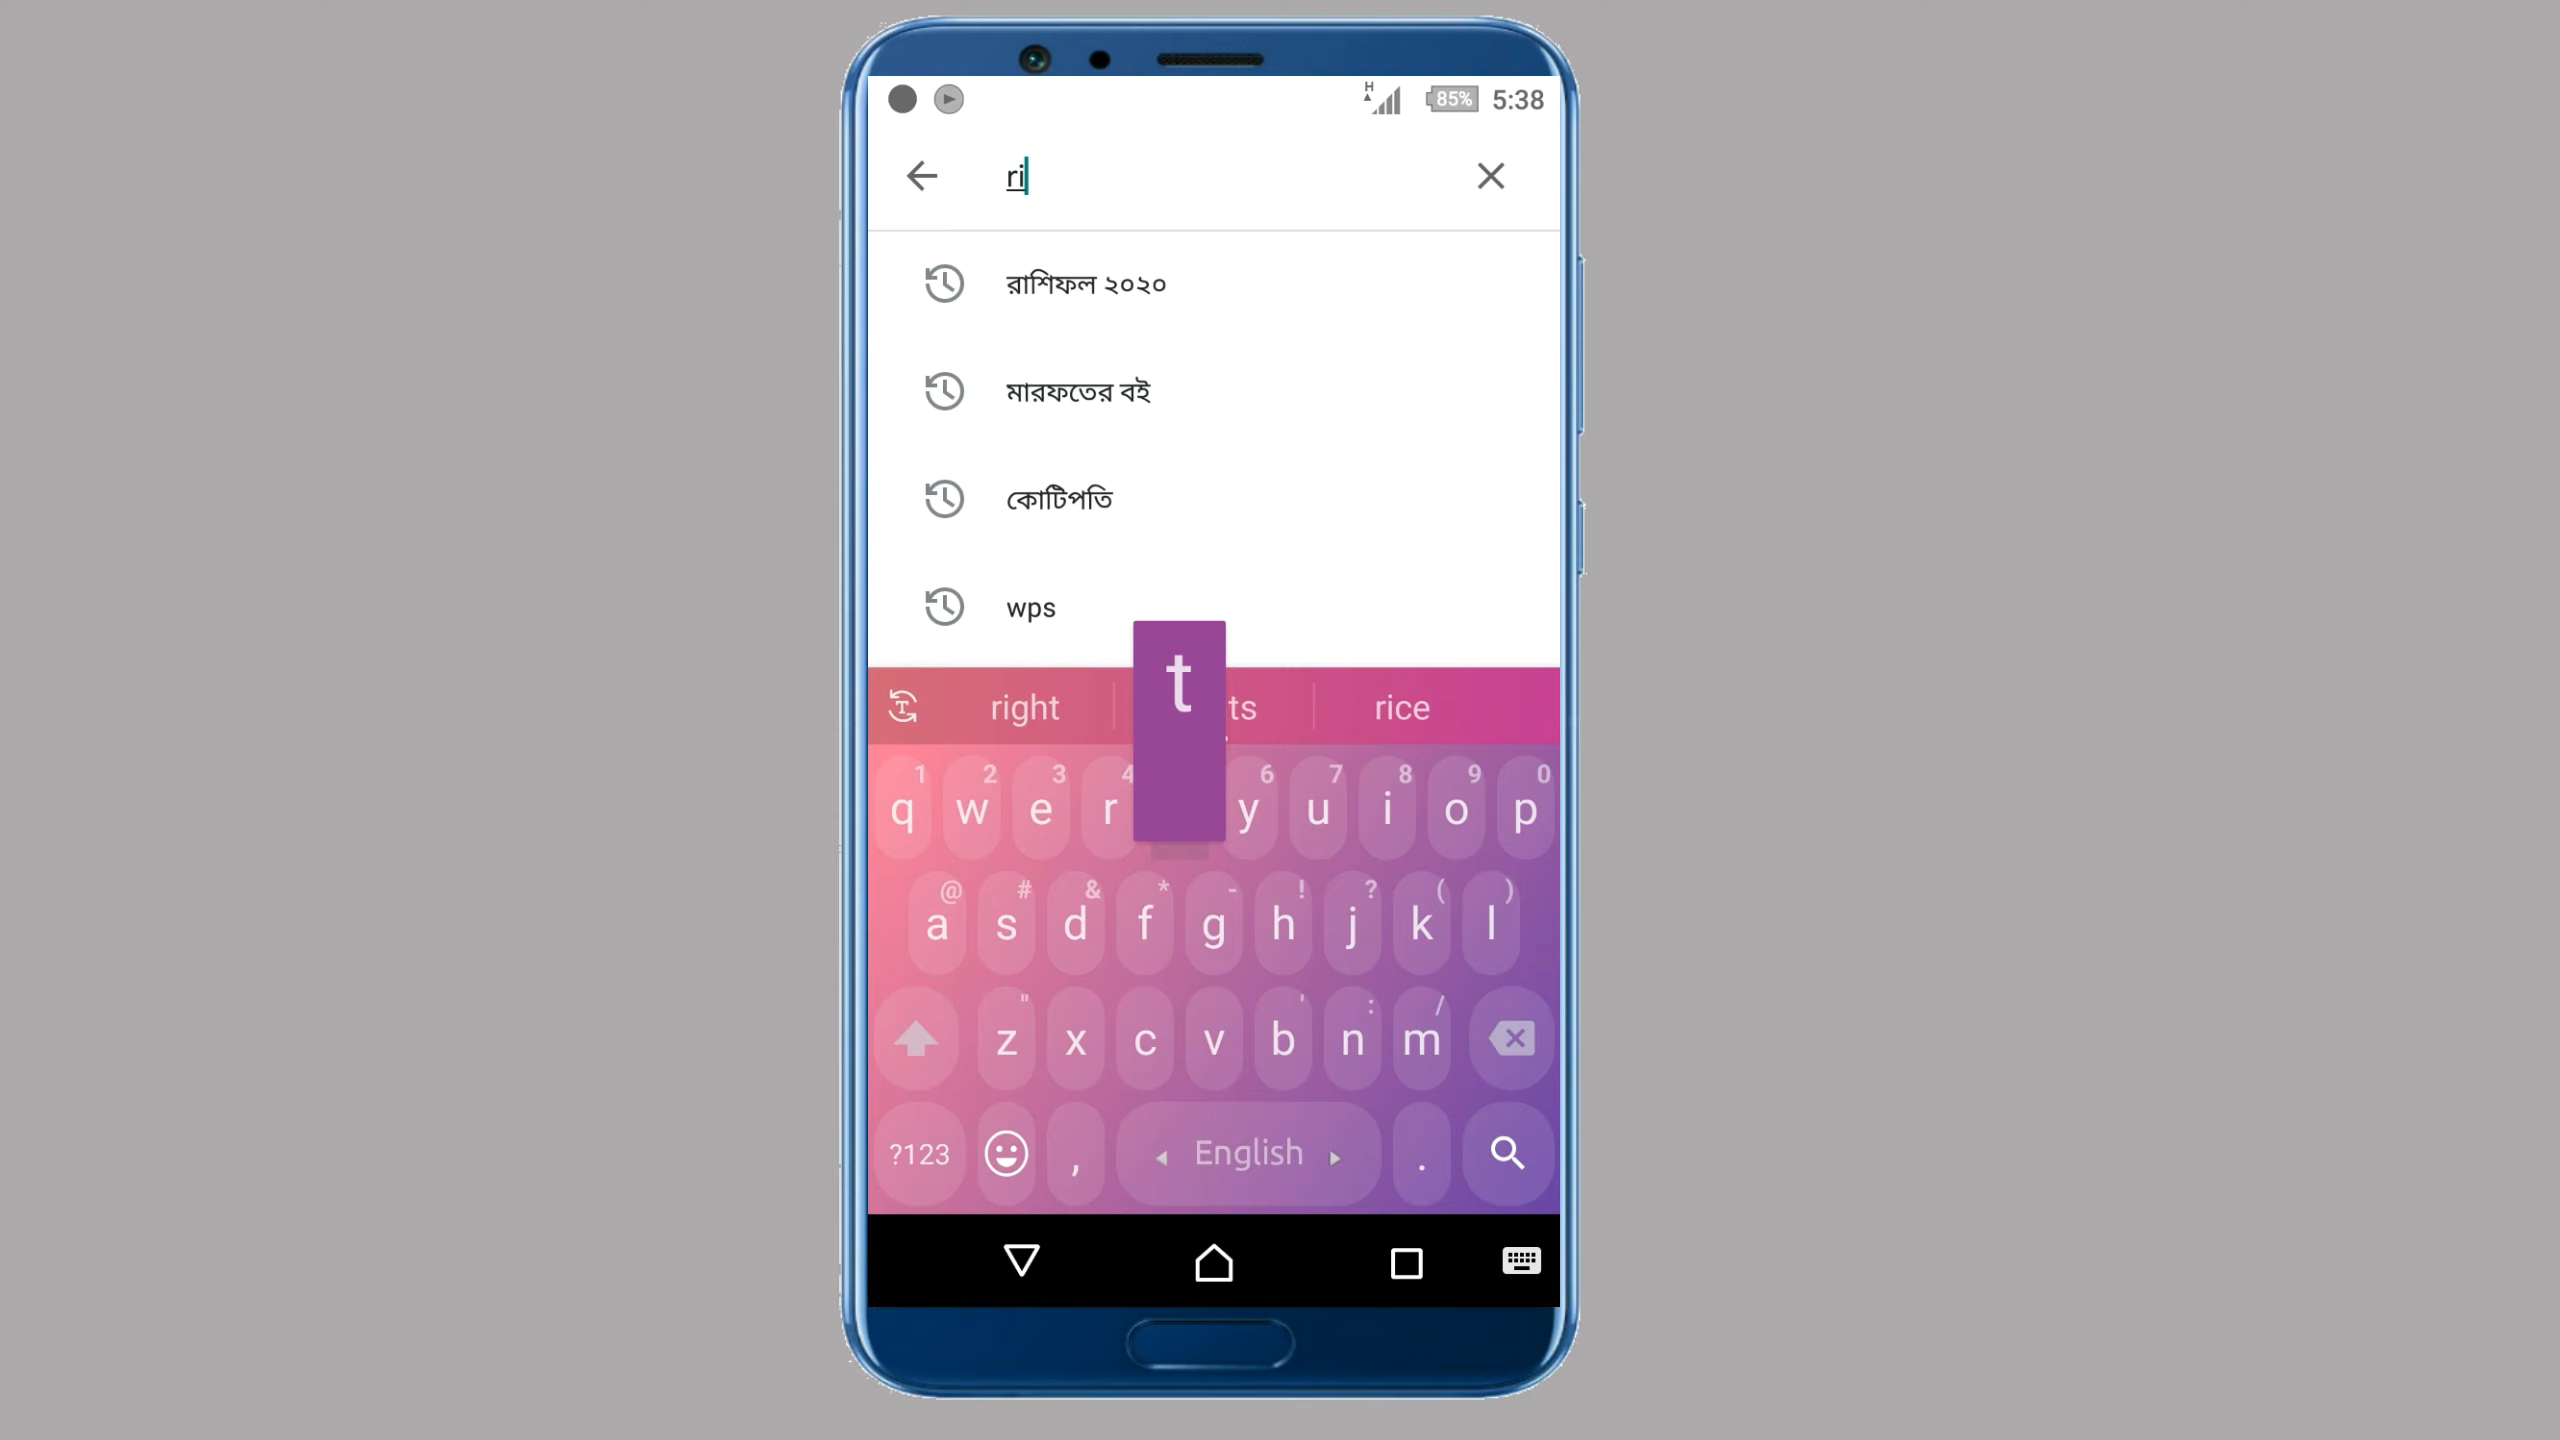 H
85% 5:38
ri
রাশিফল ২০২০
মারফতের বই
কোটিপতি
wps
t
right ts rice
1 2 3 4 6 7 8 9 0
q w e r y u i o p
@ # & * - ! ? ( )
a s d f g h j k l
" ' : /
z x c v b n m
?123 , English .